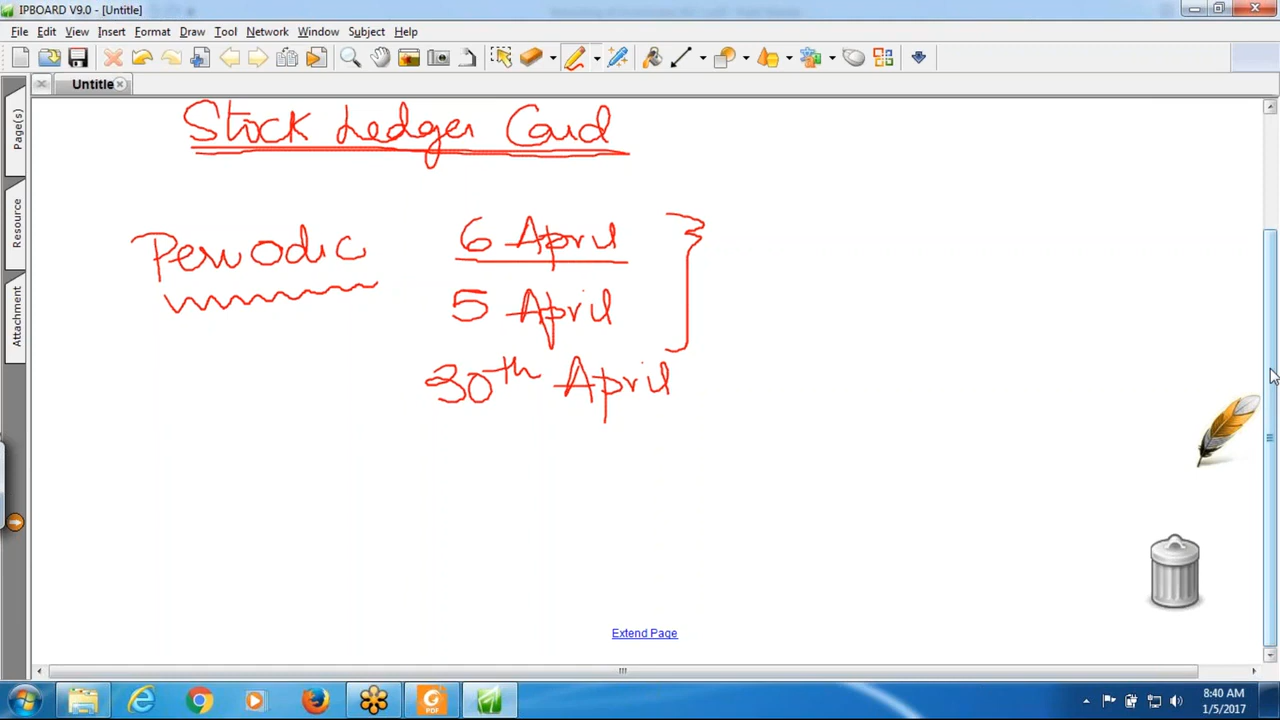 IPBOARD V9.0 - [Untitle]
File Edit View Insert Format Draw Tool Network Window Subject Help
Untitle
Page(s)
Resource
Attachment
Stock Ledger Card
Periodic
6 April
5 April
30th April
Extend Page
PDF
8:40 AM
1/5/2017